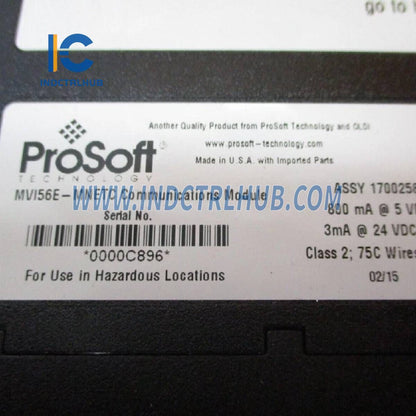 go to
INDCTRLHUB
Another Quality Product from ProSoft Technology and OLDI
www.prosoft-technology.com
Made in U.S.A. with Imported Parts
ProSoft
TECHNOLOGY
MVI56E-MNETC Communications Module
www.INDCTRLHUB.com
Serial No.
*0000C896*
For Use in Hazardous Locations
ASSY 1700256
800 mA @ 5 V
3mA @ 24 VDC
Class 2; 75C Wires
02/15